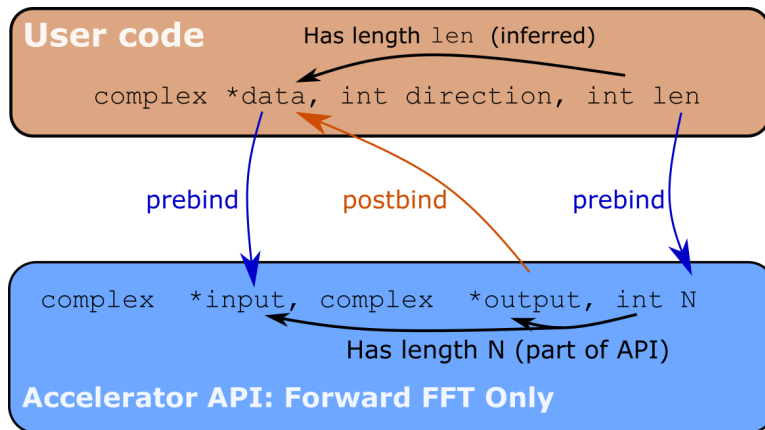 User code
Has length len (inferred)
complex *data, int direction, int len
prebind postbind prebind
complex *input, complex *output, int N
Has length N (part of API)
Accelerator API: Forward FFT Only